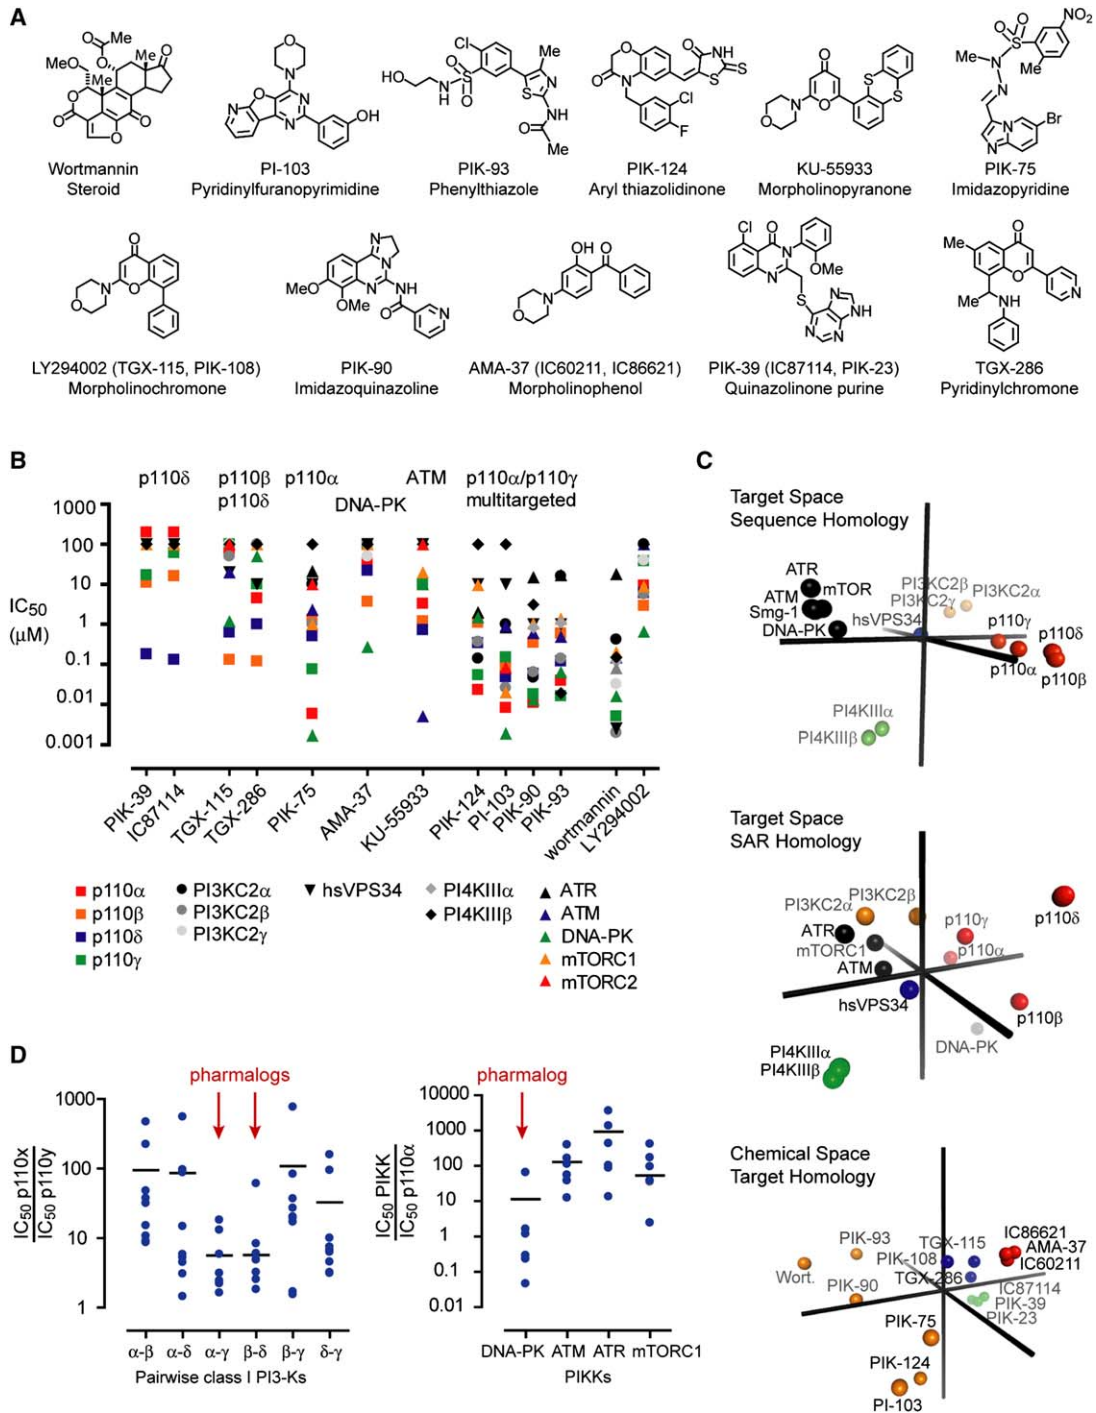 A
Wortmannin
Steroid
PI-103
Pyridinylfuranopyrimidine
PIK-93
Phenylthiazole
PIK-124
Aryl thiazolidinone
KU-55933
Morpholinopyranone
PIK-75
Imidazopyridine
LY294002 (TGX-115, PIK-108)
Morpholinochromone
PIK-90
Imidazoquinazoline
AMA-37 (IC60211, IC86621)
Morpholinophenol
PIK-39 (IC87114, PIK-23)
Quinazolinone purine
TGX-286
Pyridinylchromone
B
p110δ
p110β
p110δ
p110α
DNA-PK
ATM
p110α/p110γ
multitargeted
IC50
(μM)
1000
100
10
1
0.1
0.01
0.001
PIK-39
IC87114
TGX-115
TGX-286
PIK-75
AMA-37
KU-55933
PIK-124
PI-103
PIK-90
PIK-93
wortmannin
LY294002
p110α
p110β
p110δ
p110γ
PI3KC2α
PI3KC2β
PI3KC2γ
hsVPS34
PI4KIIIα
PI4KIIIβ
ATR
ATM
DNA-PK
mTORC1
mTORC2
C
Target Space
Sequence Homology
ATR
ATM
mTOR
Smg-1
DNA-PK
PI3KC2β
PI3KC2α
PI3KC2γ
hsVPS34
p110γ
p110δ
p110α
p110β
PI4KIIIα
PI4KIIIβ
Target Space
SAR Homology
PI3KC2α
PI3KC2β
ATR
mTORC1
ATM
p110γ
p110α
p110δ
hsVPS34
p110β
DNA-PK
PI4KIIIα
PI4KIIIβ
Chemical Space
Target Homology
PIK-93
Wort.
PIK-90
TGX-115
PIK-108
TGX-286
IC86621
AMA-37
IC60211
IC87114
PIK-39
PIK-23
PIK-75
PIK-124
PI-103
D
pharmalogs
IC50 p110x
IC50 p110y
1000
100
10
1
α-β
α-δ
α-γ
β-δ
β-γ
δ-γ
Pairwise class I PI3-Ks
pharmalog
IC50 PIKK
IC50 p110α
10000
1000
100
10
1
0.1
0.01
DNA-PK
ATM
ATR
mTORC1
PIKKs